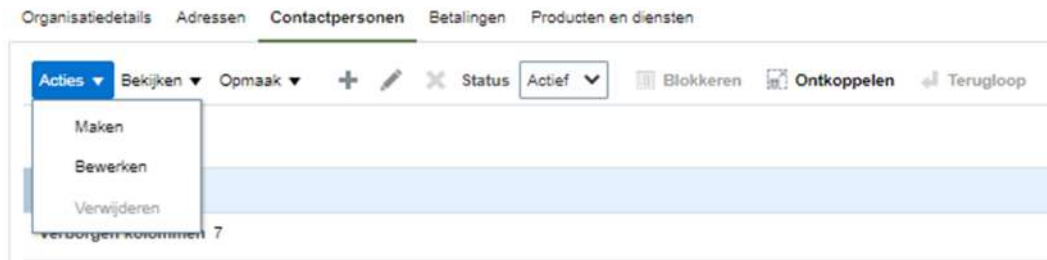 Organisatiedetails Adressen Contactpersonen Betalingen Producten en diensten
Acties Bekijken Opmaak Status Actief Blokkeren Ontkoppelen Terugloop
Maken
Bewerken
Verwijderen
Verborgen kolommen 7